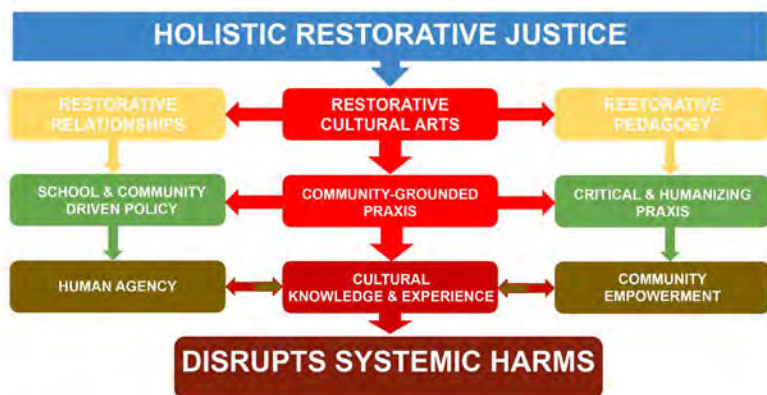 HOLISTIC RESTORATIVE JUSTICE
RESTORATIVE
RELATIONSHIPS
RESTORATIVE
CULTURAL ARTS
RESTORATIVE
PEDAGOGY
SCHOOL & COMMUNITY
DRIVEN POLICY
COMMUNITY-GROUNDED
PRAXIS
CRITICAL & HUMANIZING
PRAXIS
HUMAN AGENCY
CULTURAL
KNOWLEDGE & EXPERIENCE
COMMUNITY
EMPOWERMENT
DISRUPTS SYSTEMIC HARMS